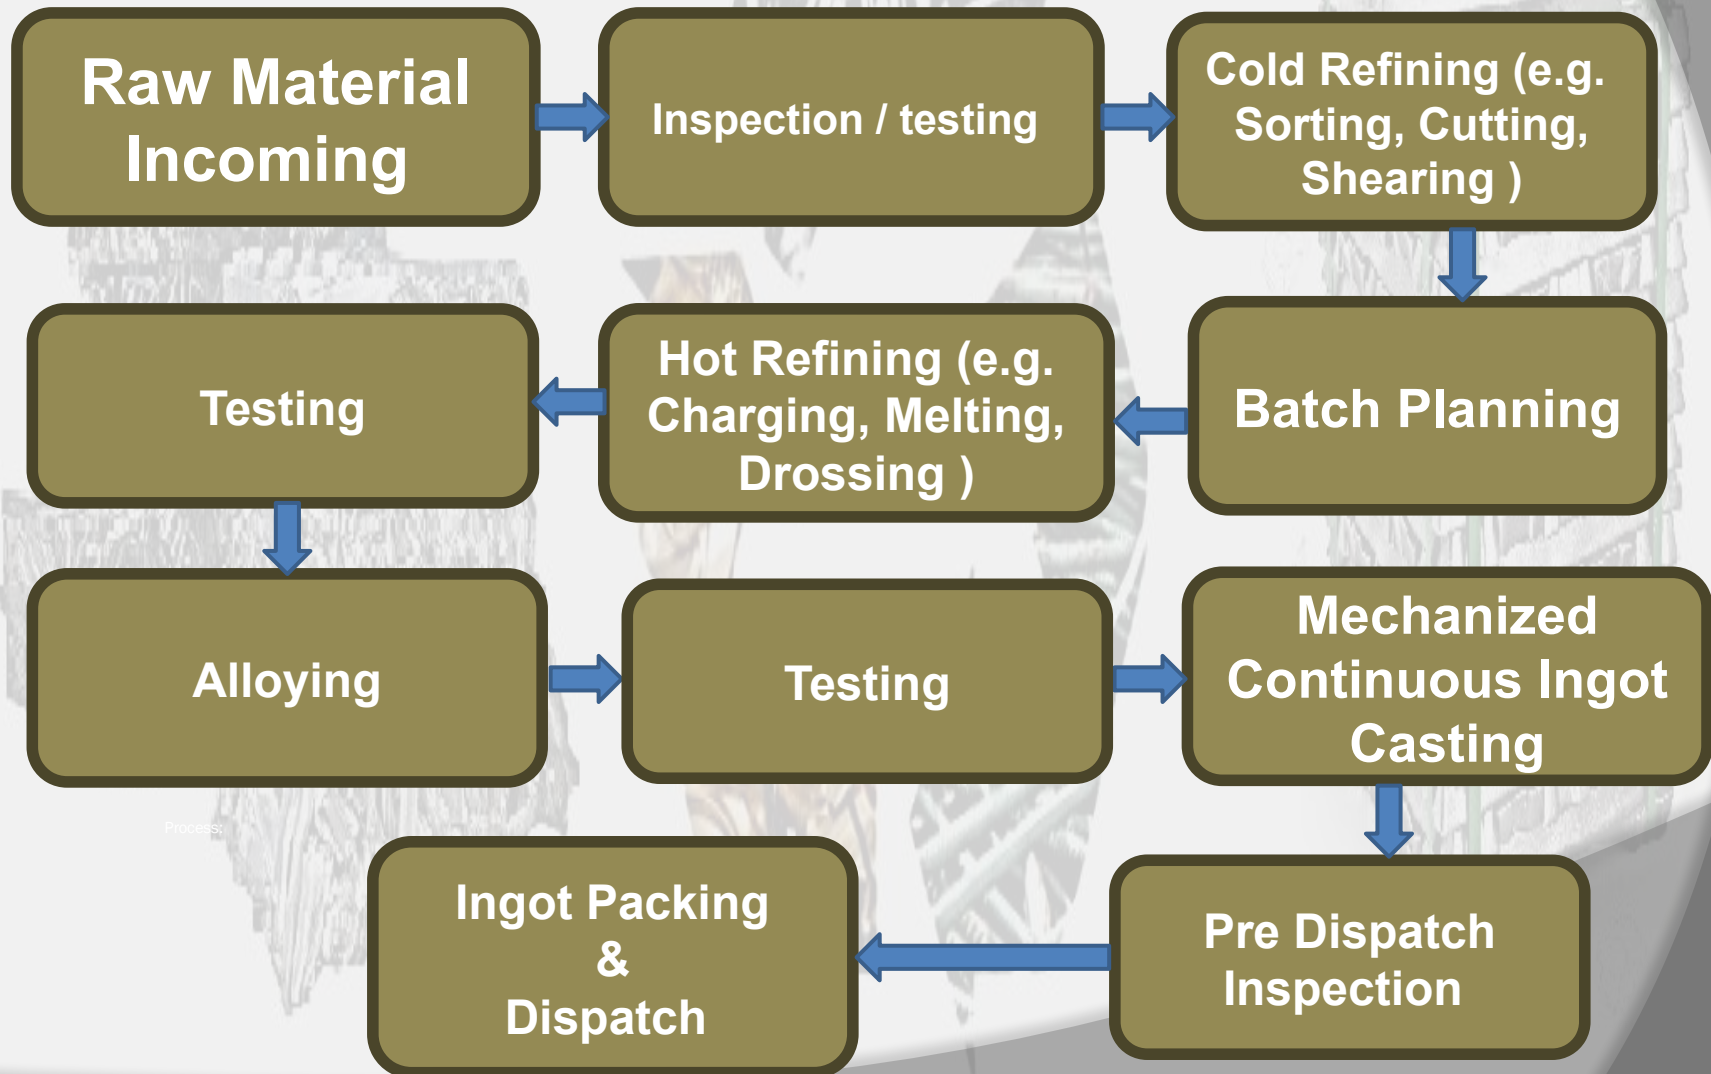 Raw Material
Incoming
Inspection / testing
Cold Refining (e.g.
Sorting, Cutting,
Shearing )
Batch Planning
Hot Refining (e.g.
Charging, Melting,
Drossing )
Testing
Alloying
Testing
Mechanized
Continuous Ingot
Casting
Process:
Pre Dispatch
Inspection
Ingot Packing
&
Dispatch